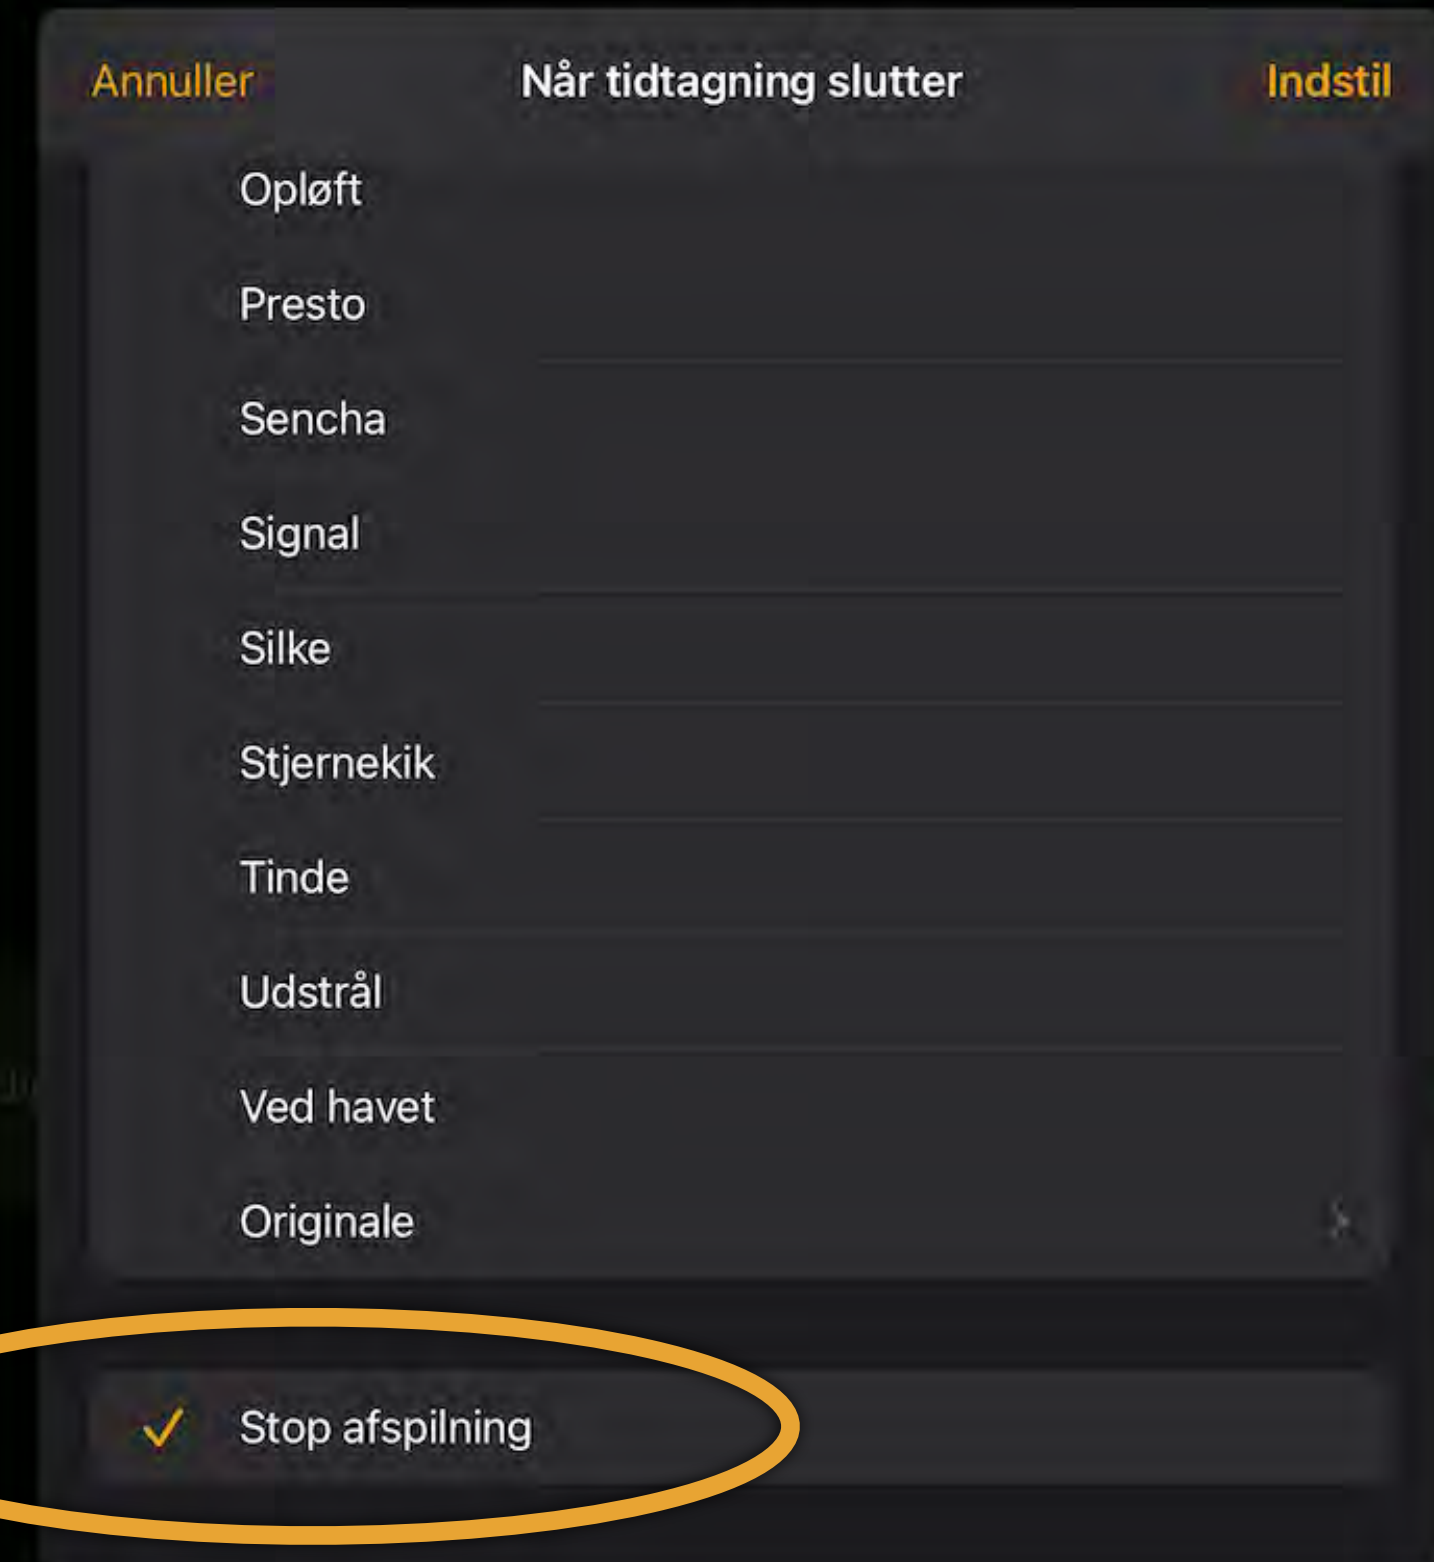 Annuller Når tidtagning slutter Indstil
Opløft
Presto
Sencha
Signal
Silke
Stjernekik
Tinde
Udstrål
Ved havet
Originale
Stop afspilning